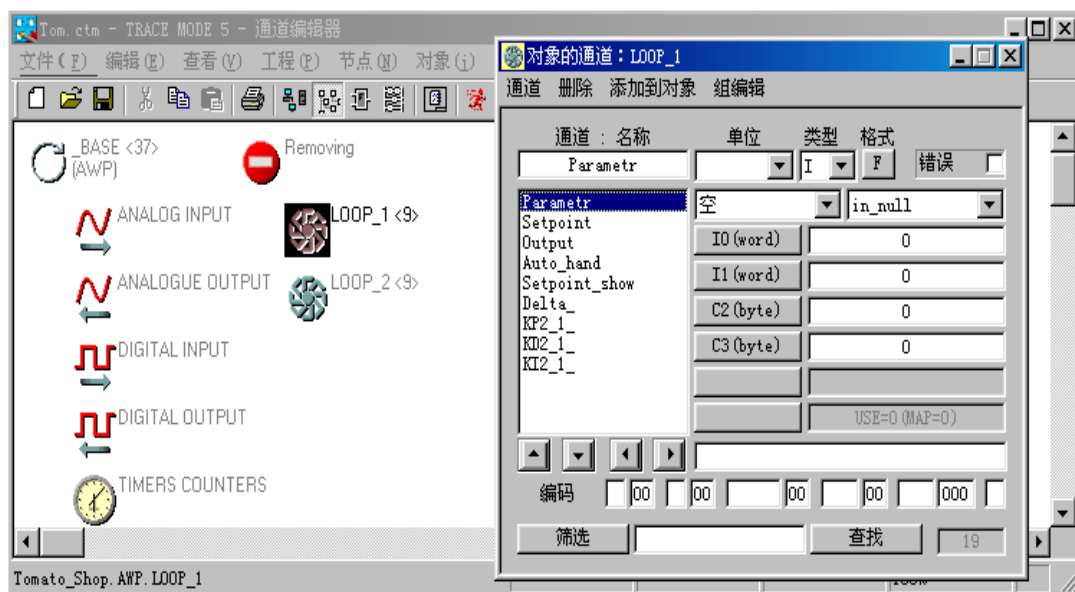 Tom.ctm - TRACE MODE 5 - 通道编辑器
文件(F) 编辑(E) 查看(V) 工程(P) 节点(N) 对象(j)
_BASE <37>
(AWP)
Removing
ANALOG INPUT
LOOP_1 <9>
ANALOGUE OUTPUT
LOOP_2 <9>
DIGITAL INPUT
DIGITAL OUTPUT
TIMERS COUNTERS
Tomato_Shop.AWP.LOOP_1
对象的通道：LOOP_1
通道 删除 添加到对象 组编辑
通道 : 名称 单位 类型 格式
Parametr I F 错误
Parametr
Setpoint
Output
Auto_hand
Setpoint_show
Delta_
KP2_1_
KD2_1_
KI2_1_
空 in_null
I0(word) 0
I1(word) 0
C2(byte) 0
C3(byte) 0
USE=0(MAP=0)
编码 00 00 00 00 000
筛选 查找 19